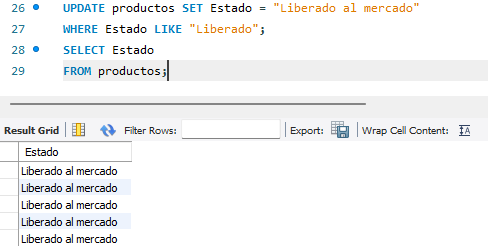 26 UPDATE productos SET Estado = "Liberado al mercado"
27 WHERE Estado LIKE "Liberado";
28 SELECT Estado
29 FROM productos;
Result Grid Filter Rows: Export: Wrap Cell Content:
Estado
Liberado al mercado
Liberado al mercado
Liberado al mercado
Liberado al mercado
Liberado al mercado